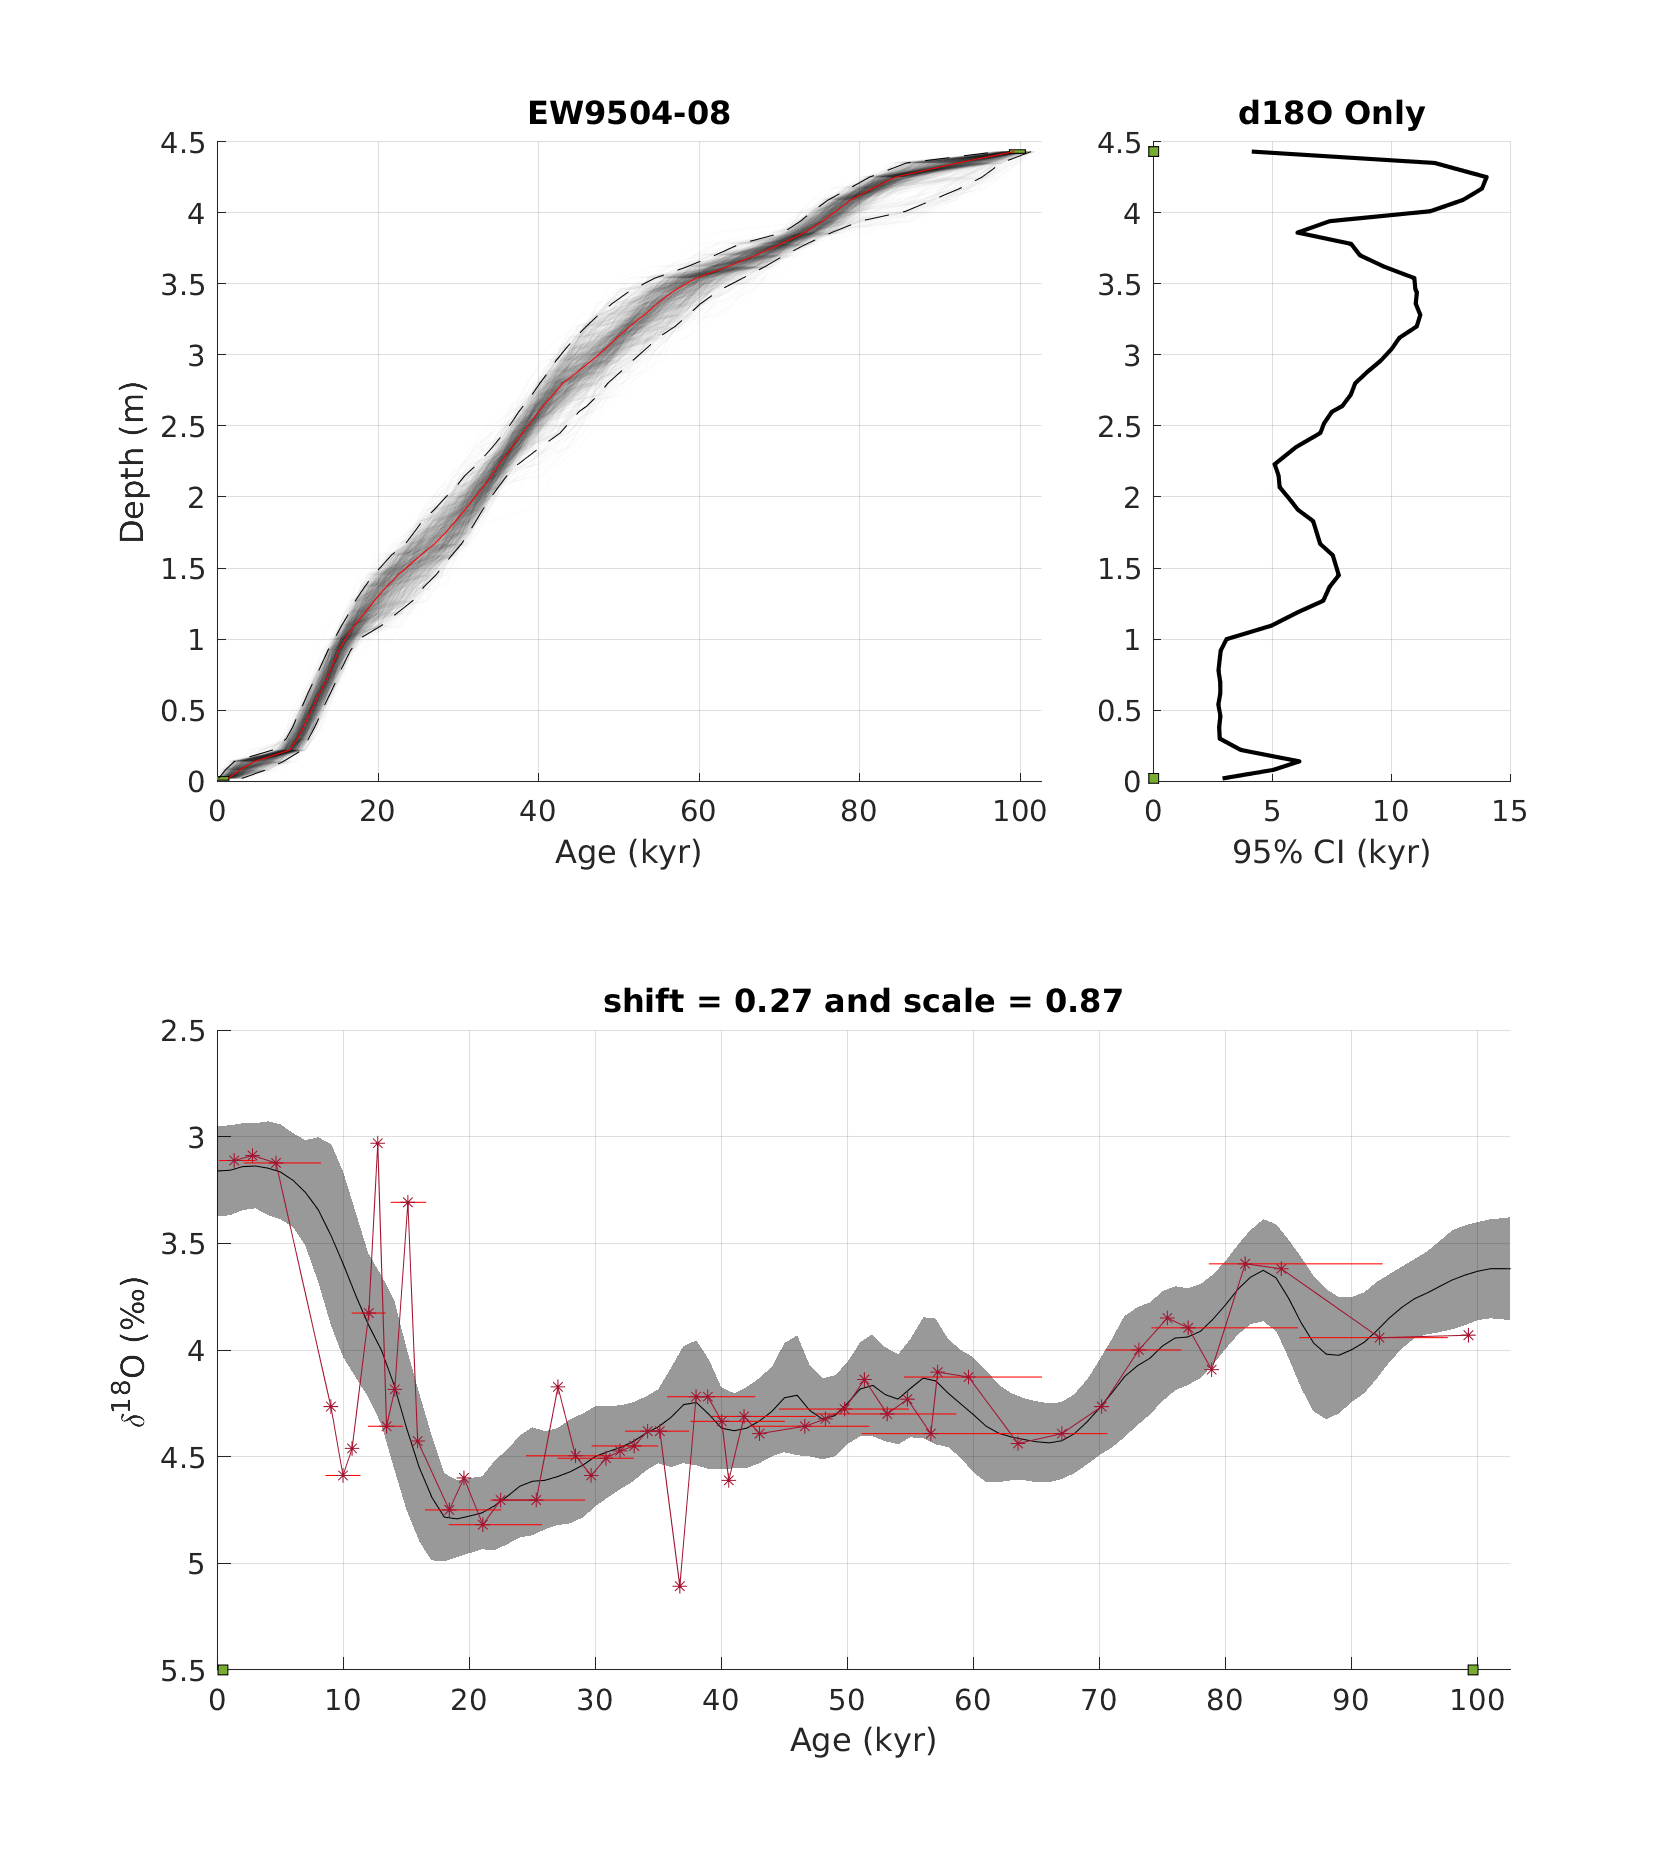 EW9504-08
d18O Only
4.5
4
3.5
3
2.5
2
1.5
1
0.5
0
Depth (m)
0 20 40 60 80 100
Age (kyr)
4.5
4
3.5
3
2.5
2
1.5
1
0.5
0
0 5 10 15
95% CI (kyr)
shift = 0.27 and scale = 0.87
2.5
3
3.5
4
4.5
5
5.5
δ¹⁸O (‰)
0 10 20 30 40 50 60 70 80 90 100
Age (kyr)